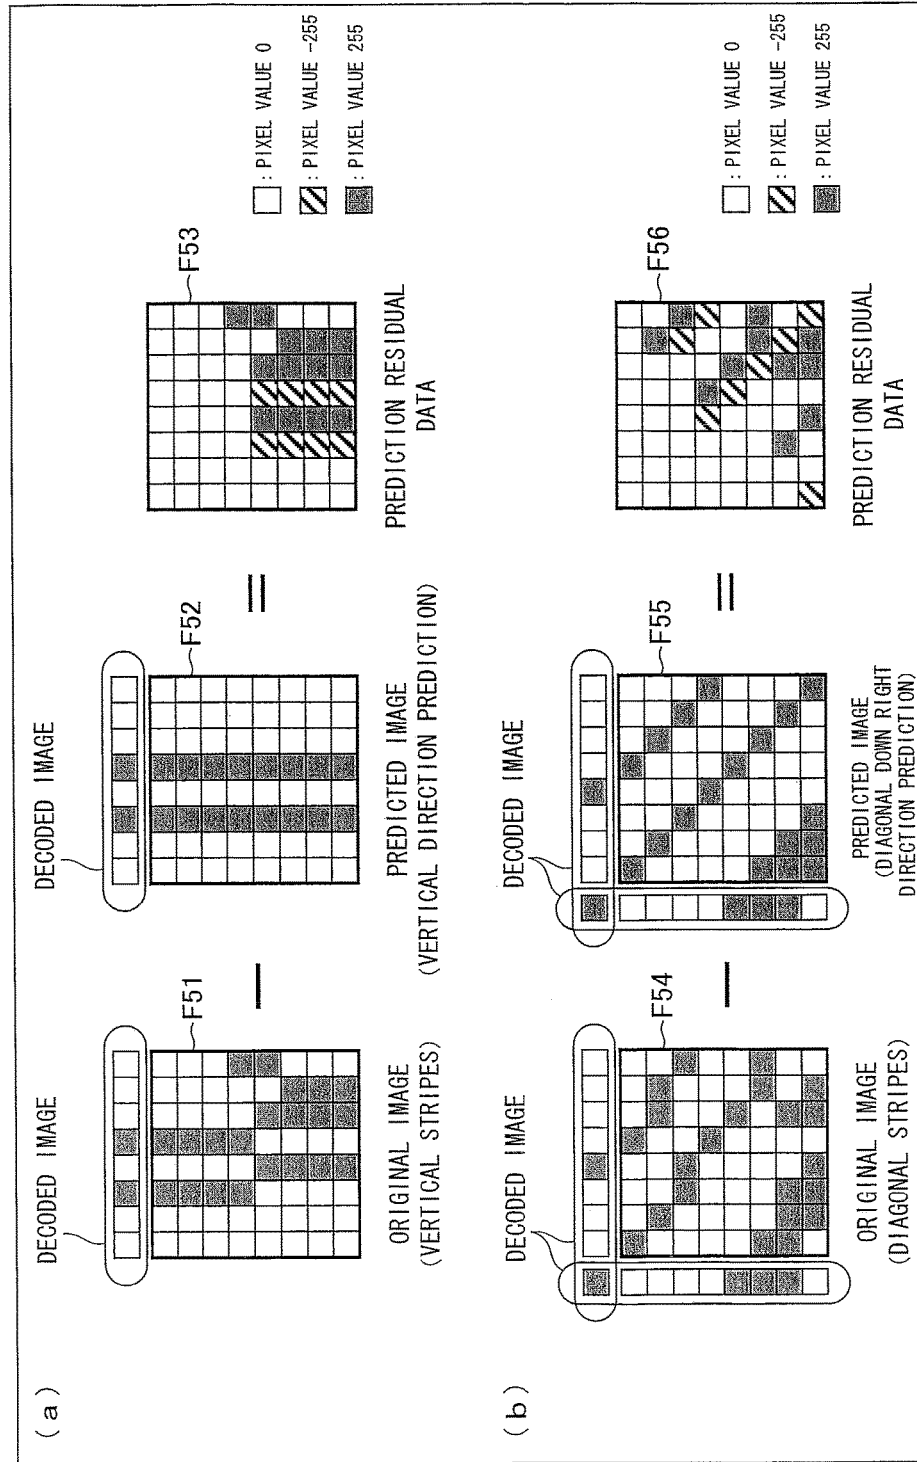 (a)
DECODED IMAGE
F51
ORIGINAL IMAGE
(VERTICAL STRIPES)
DECODED IMAGE
F52
PREDICTED IMAGE
(VERTICAL DIRECTION PREDICTION)
F53
PREDICTION RESIDUAL
DATA
: PIXEL VALUE 0
: PIXEL VALUE -255
: PIXEL VALUE 255
(b)
DECODED IMAGE
F54
ORIGINAL IMAGE
(DIAGONAL STRIPES)
DECODED IMAGE
F55
PREDICTED IMAGE
(DIAGONAL DOWN RIGHT
DIRECTION PREDICTION)
F56
PREDICTION RESIDUAL
DATA
: PIXEL VALUE 0
: PIXEL VALUE -255
: PIXEL VALUE 255